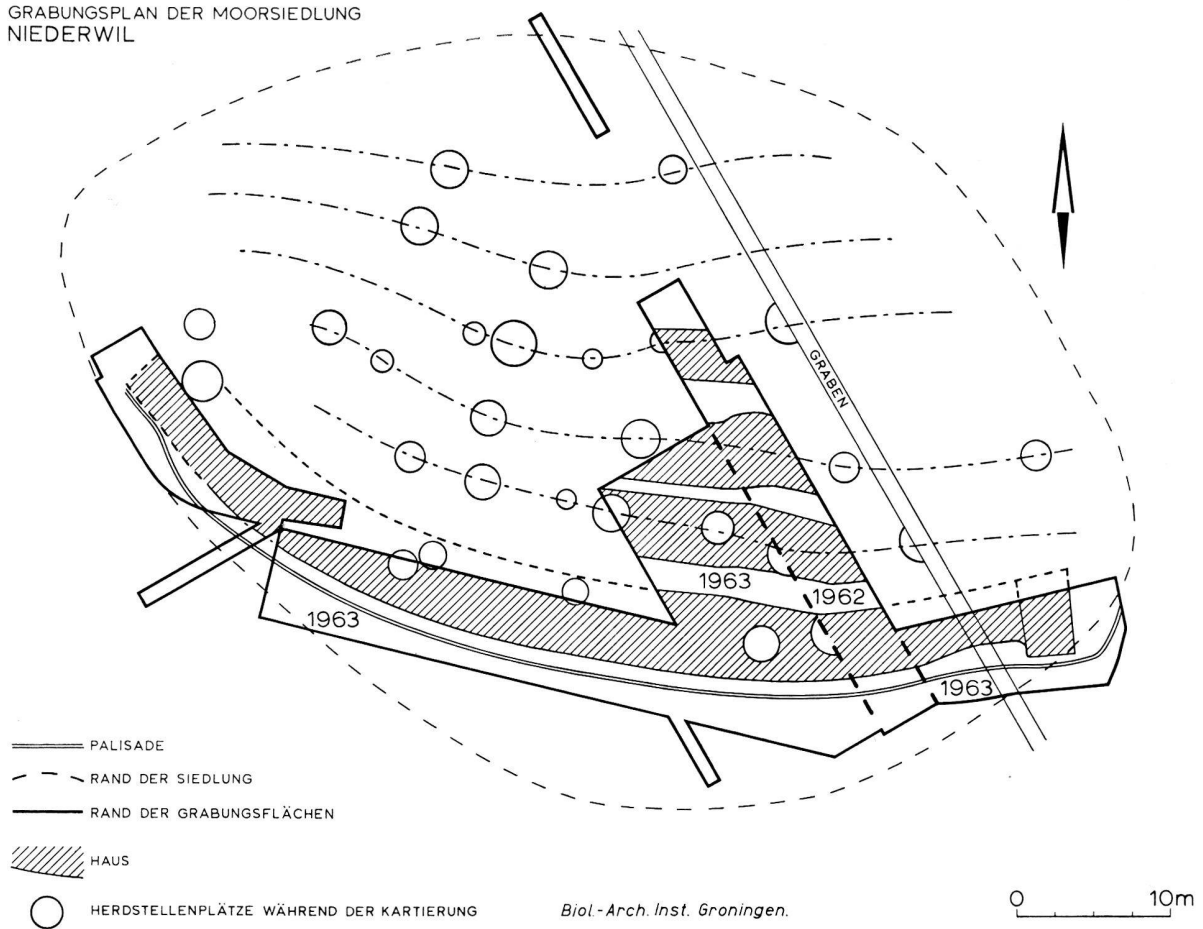 GRABUNGSPLAN DER MOORSIEDLUNG
NIEDERWIL
GRABEN
1963
1962
1963
1963
PALISADE
RAND DER SIEDLUNG
RAND DER GRABUNGSFLÄCHEN
HAUS
HERDSTELLENPLÄTZE WÄHREND DER KARTIERUNG
Biol.-Arch. Inst. Groningen.
0 10m